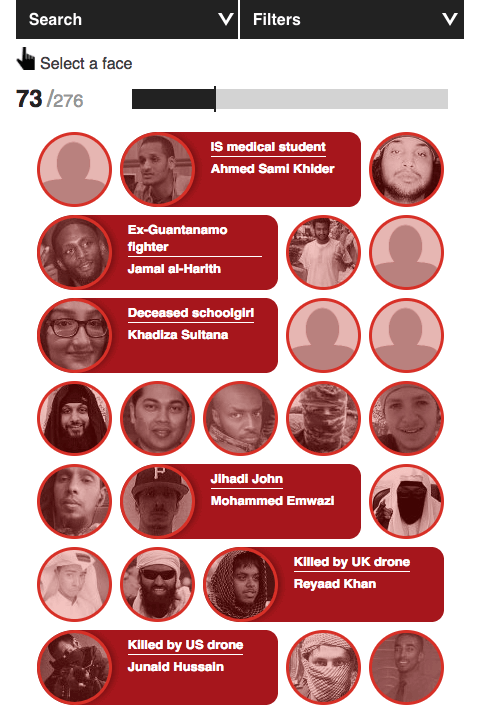 Search
Filters
Select a face
73 /276
IS medical student
Ahmed Sami Khider
Ex-Guantanamo
fighter
Jamal al-Harith
Deceased schoolgirl
Khadiza Sultana
P
Jihadi John
Mohammed Emwazi
Killed by UK drone
Reyaad Khan
Killed by US drone
Junaid Hussain